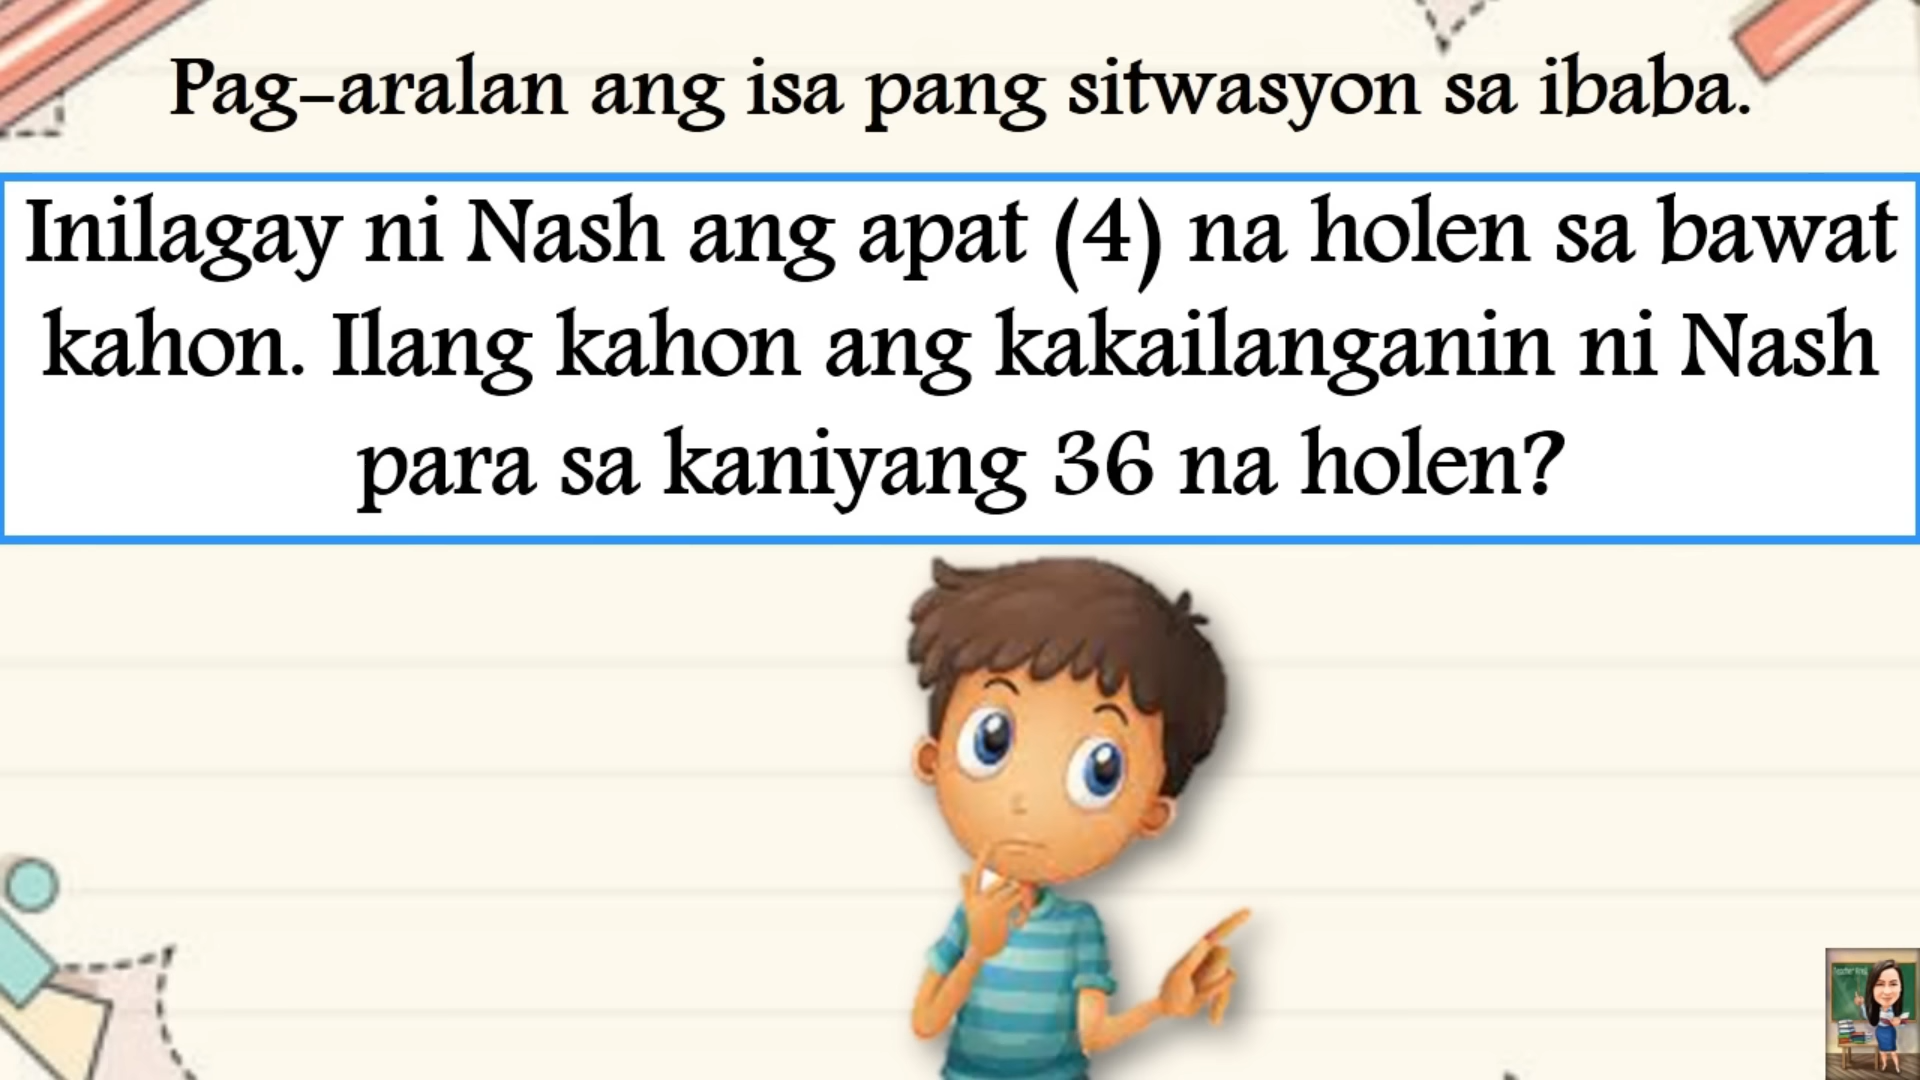 Pag-aralan ang isa pang sitwasyon sa ibaba.
Inilagay ni Nash ang apat (4) na holen sa bawat
kahon. Ilang kahon ang kakailanganin ni Nash
para sa kaniyang 36 na holen?